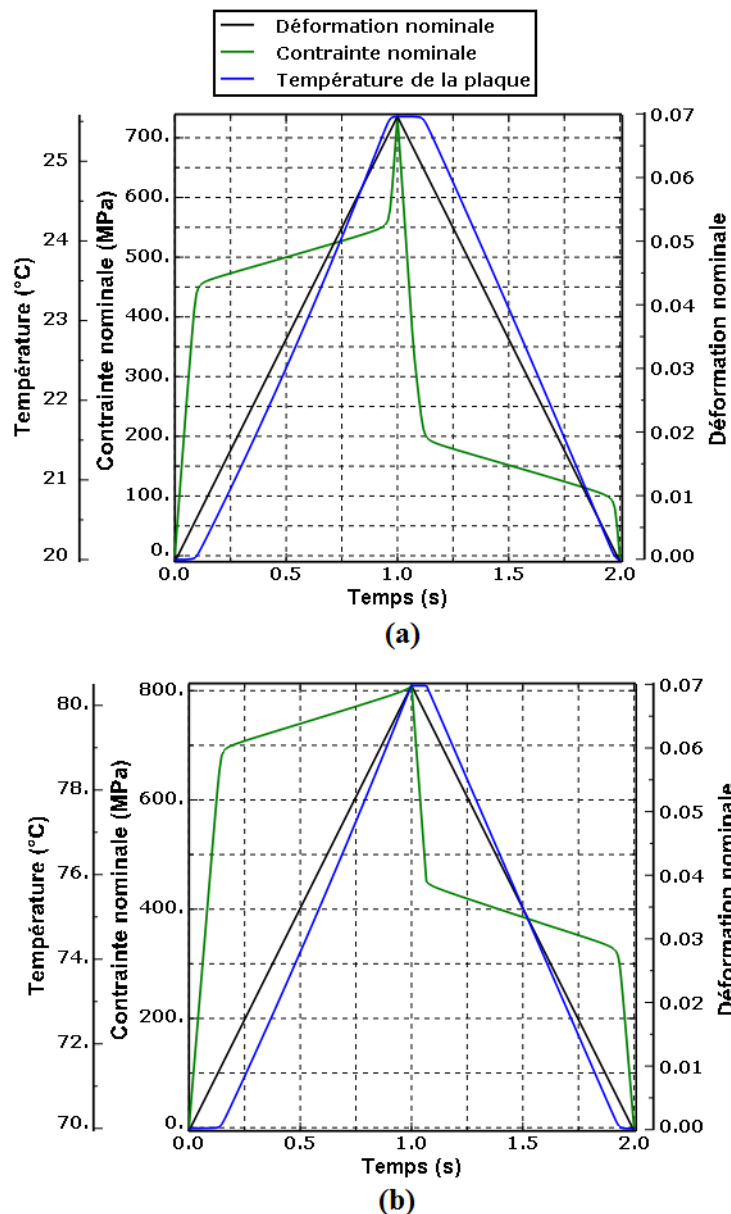 Déformation nominale
Contrainte nominale
Température de la plaque
Température (°C)
25
24
23
22
21
20
Contrainte nominale (MPa)
700.
600.
500.
400.
300.
200.
100.
0.
0.07
0.06
0.05
0.04
0.03
0.02
0.01
0.00
Déformation nominale
0.0 0.5 1.0 1.5 2.0
Temps (s)
(a)
Température (°C)
80.
78.
76.
74.
72.
70.
Contrainte nominale (MPa)
800.
600.
400.
200.
0.
0.07
0.06
0.05
0.04
0.03
0.02
0.01
0.00
Déformation nominale
0.0 0.5 1.0 1.5 2.0
Temps (s)
(b)